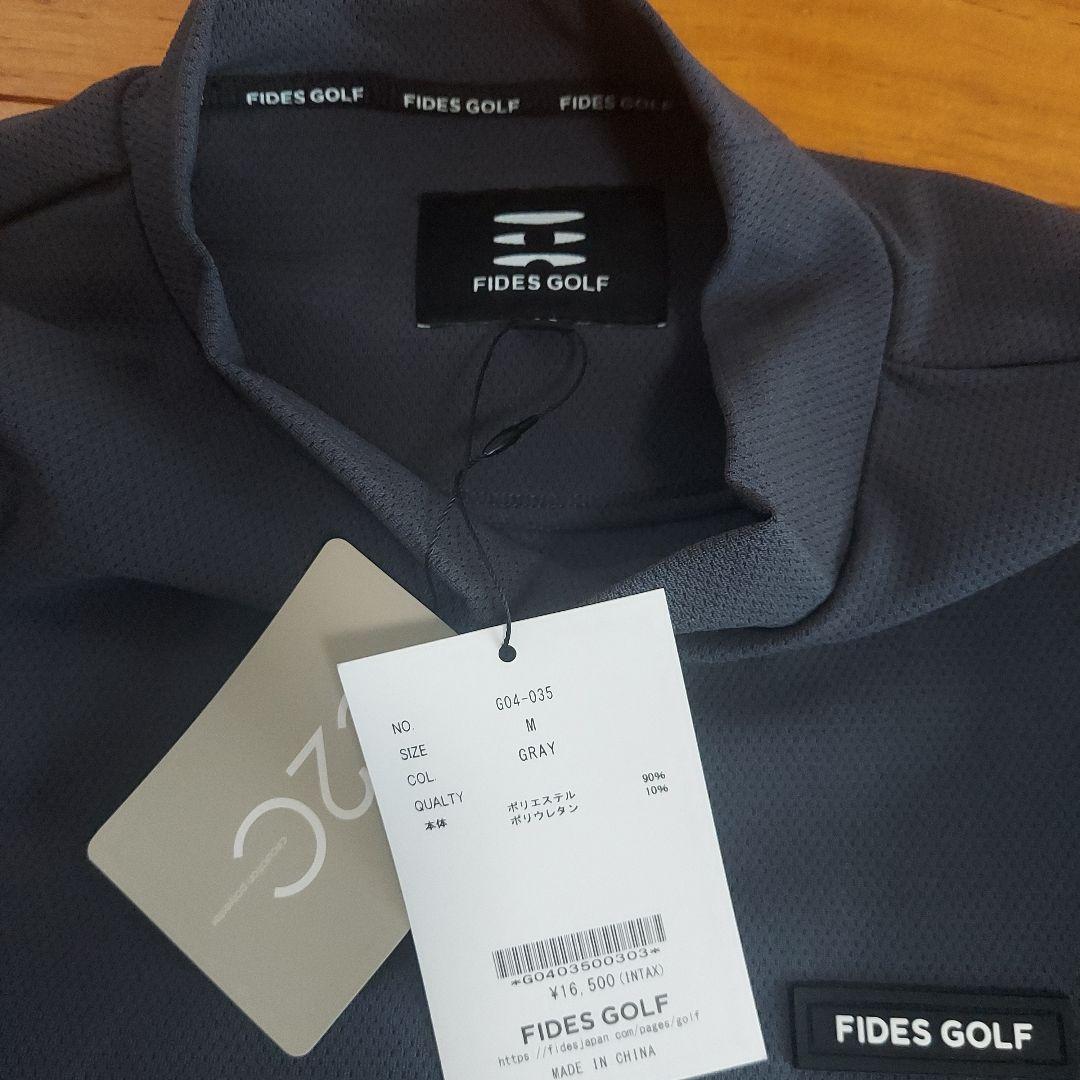 FIDES GOLF FIDES GOLF FIDES GOLF
FIDES GOLF
C2C
NO. G04-035
SIZE M
COL. GRAY
QUALTY ポリエステル 90%
本体 ポリウレタン 10%
*G0403500303*
¥16,500(INTAX)
FIDES GOLF
https://fidesjapan.com/pages/golf
MADE IN CHINA
FIDES GOLF